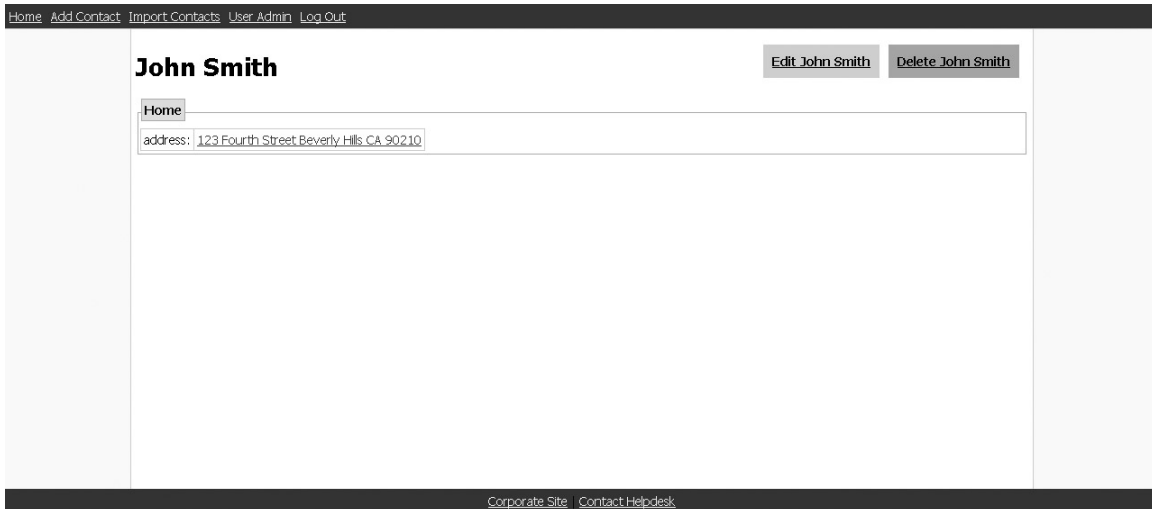 Home Add Contact Import Contacts User Admin Log Out
John Smith
Edit John Smith Delete John Smith
Home
address: 123 Fourth Street Beverly Hills CA 90210
Corporate Site | Contact Helpdesk